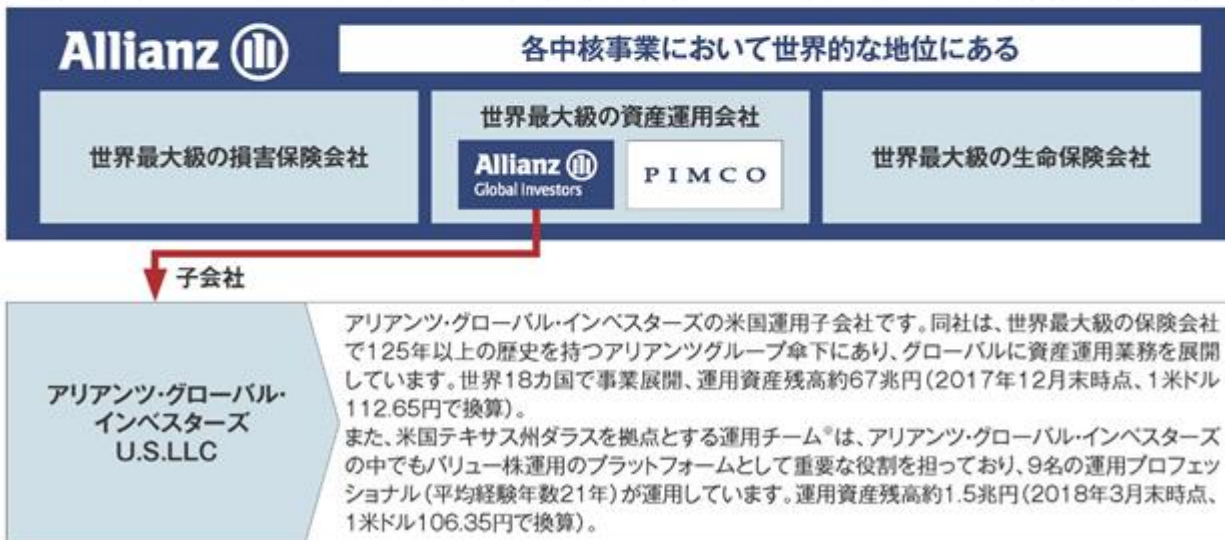 Allianz
各中核事業において世界的な地位にある
世界最大級の損害保険会社
世界最大級の資産運用会社
Allianz
Global Investors
PIMCO
世界最大級の生命保険会社
子会社
アリアンツ・グローバル・
インベスターズ
U.S.LLC
アリアンツ・グローバル・インベスターズの米国運用子会社です。同社は、世界最大級の保険会社
で125年以上の歴史を持つアリアンツグループ傘下にあり、グローバルに資産運用業務を展開
しています。世界18カ国で事業展開、運用資産残高約67兆円(2017年12月末時点、1米ドル
112.65円で換算)。
また、米国テキサス州ダラスを拠点とする運用チーム※は、アリアンツ・グローバル・インベスターズ
の中でもバリュー株運用のプラットフォームとして重要な役割を担っており、9名の運用プロフェッ
ショナル(平均経験年数21年)が運用しています。運用資産残高約1.5兆円(2018年3月末時点、
1米ドル106.35円で換算)。